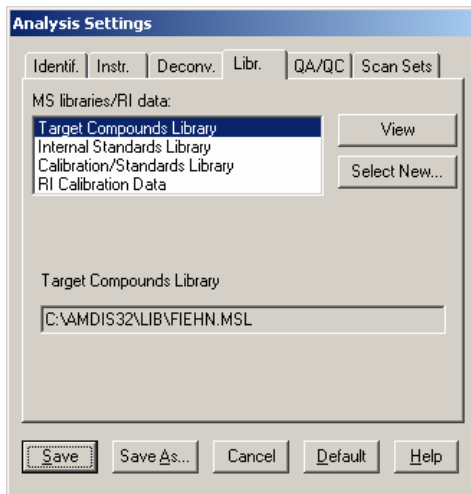 Analysis Settings
Identif. Instr. Deconv. Libr. QA/QC Scan Sets
MS libraries/RI data:
Target Compounds Library
Internal Standards Library
Calibration/Standards Library
RI Calibration Data
View
Select New...
Target Compounds Library
C:\AMDIS32\LIB\FIEHN.MSL
Save Save As... Cancel Default Help